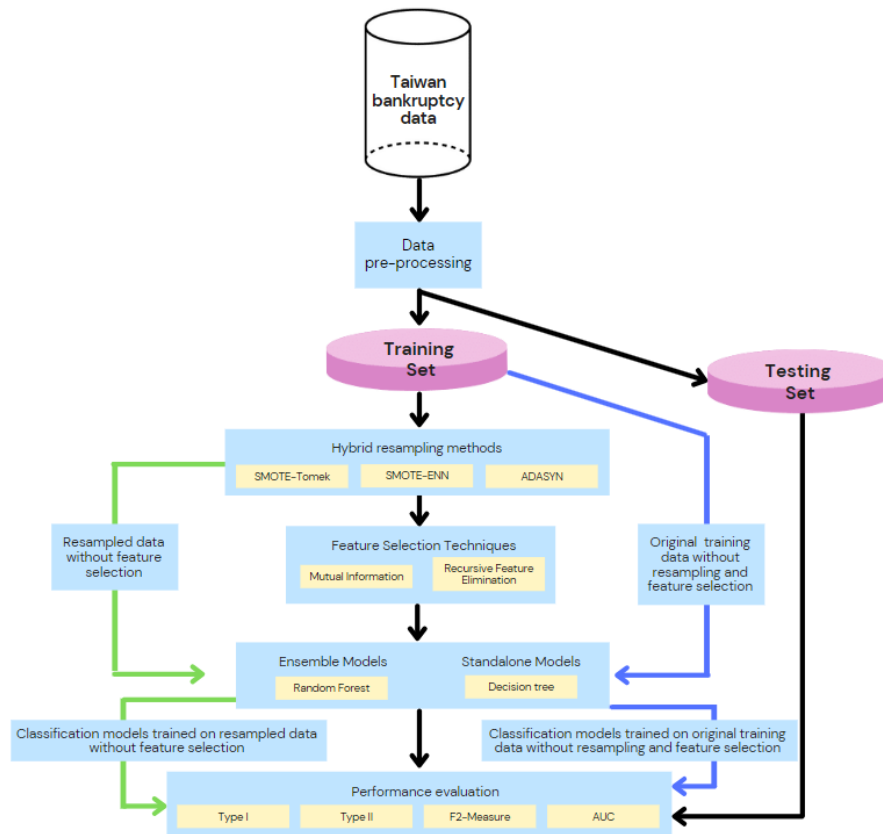 Taiwan
bankruptcy
data
Data
pre-processing
Training
Set
Testing
Set
Hybrid resampling methods
SMOTE-Tomek
SMOTE-ENN
ADASYN
Resampled data
without feature
selection
Feature Selection Techniques
Mutual Information
Recursive Feature
Elimination
Original training
data without
resampling and
feature selection
Ensemble Models
Standalone Models
Random Forest
Decision tree
Classification models trained on resampled data
without feature selection
Classification models trained on original training
data without resampling and feature selection
Performance evaluation
Type I
Type II
F2-Measure
AUC